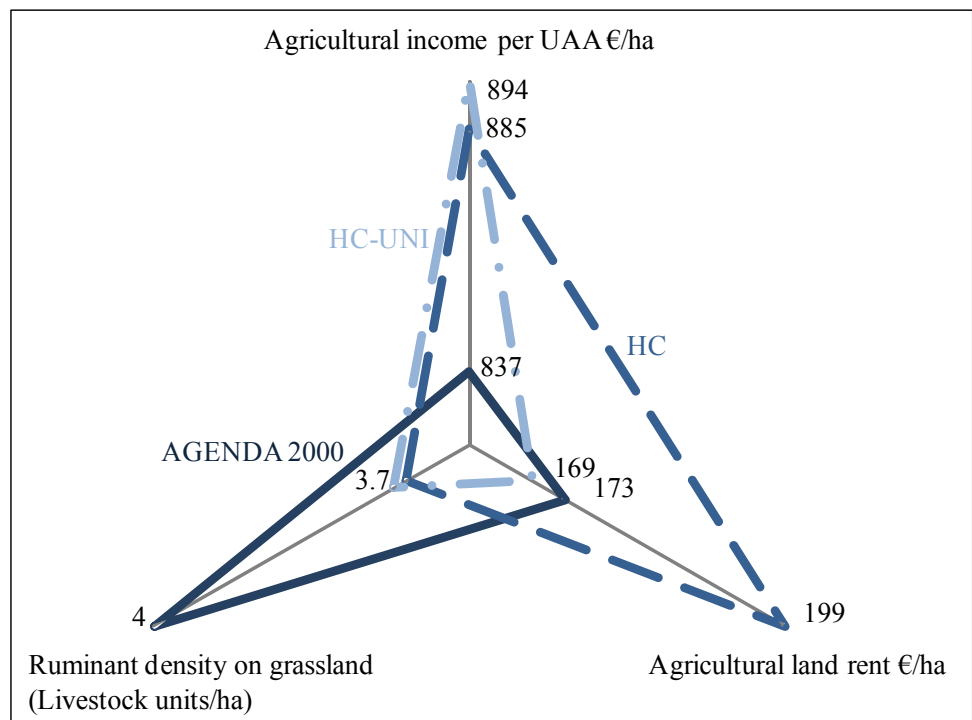 Agricultural income per UAA €/ha
894
885
HC-UNI
HC
837
AGENDA 2000
3.7
169
173
4
199
Ruminant density on grassland
(Livestock units/ha)
Agricultural land rent €/ha